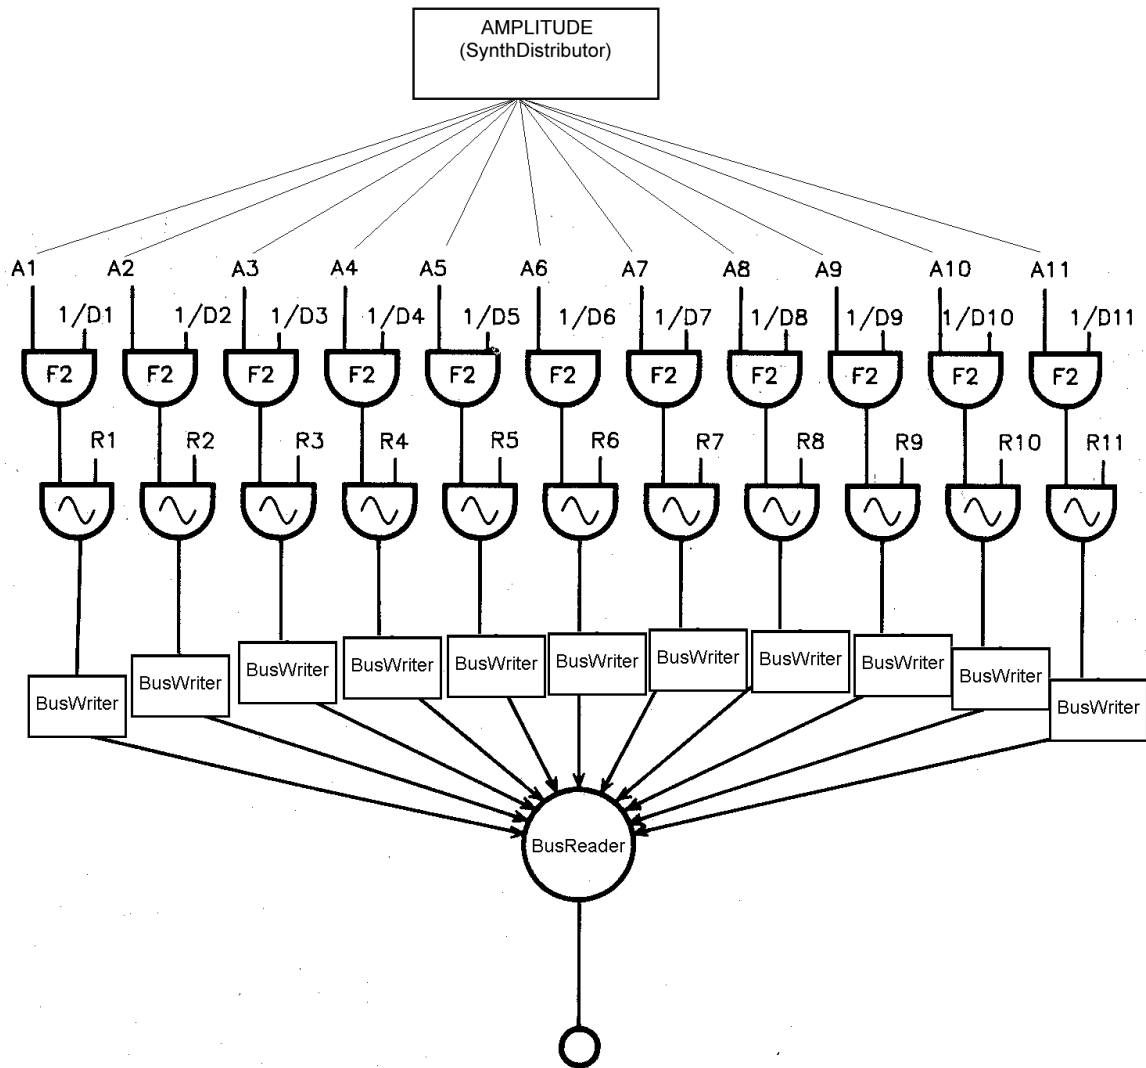 AMPLITUDE
(SynthDistributor)
A1 A2 A3 A4 A5 A6 A7 A8 A9 A10 A11
1/D1 1/D2 1/D3 1/D4 1/D5 1/D6 1/D7 1/D8 1/D9 1/D10 1/D11
F2 F2 F2 F2 F2 F2 F2 F2 F2 F2 F2
R1 R2 R3 R4 R5 R6 R7 R8 R9 R10 R11
BusWriter BusWriter BusWriter BusWriter BusWriter BusWriter BusWriter BusWriter BusWriter BusWriter BusWriter
BusReader